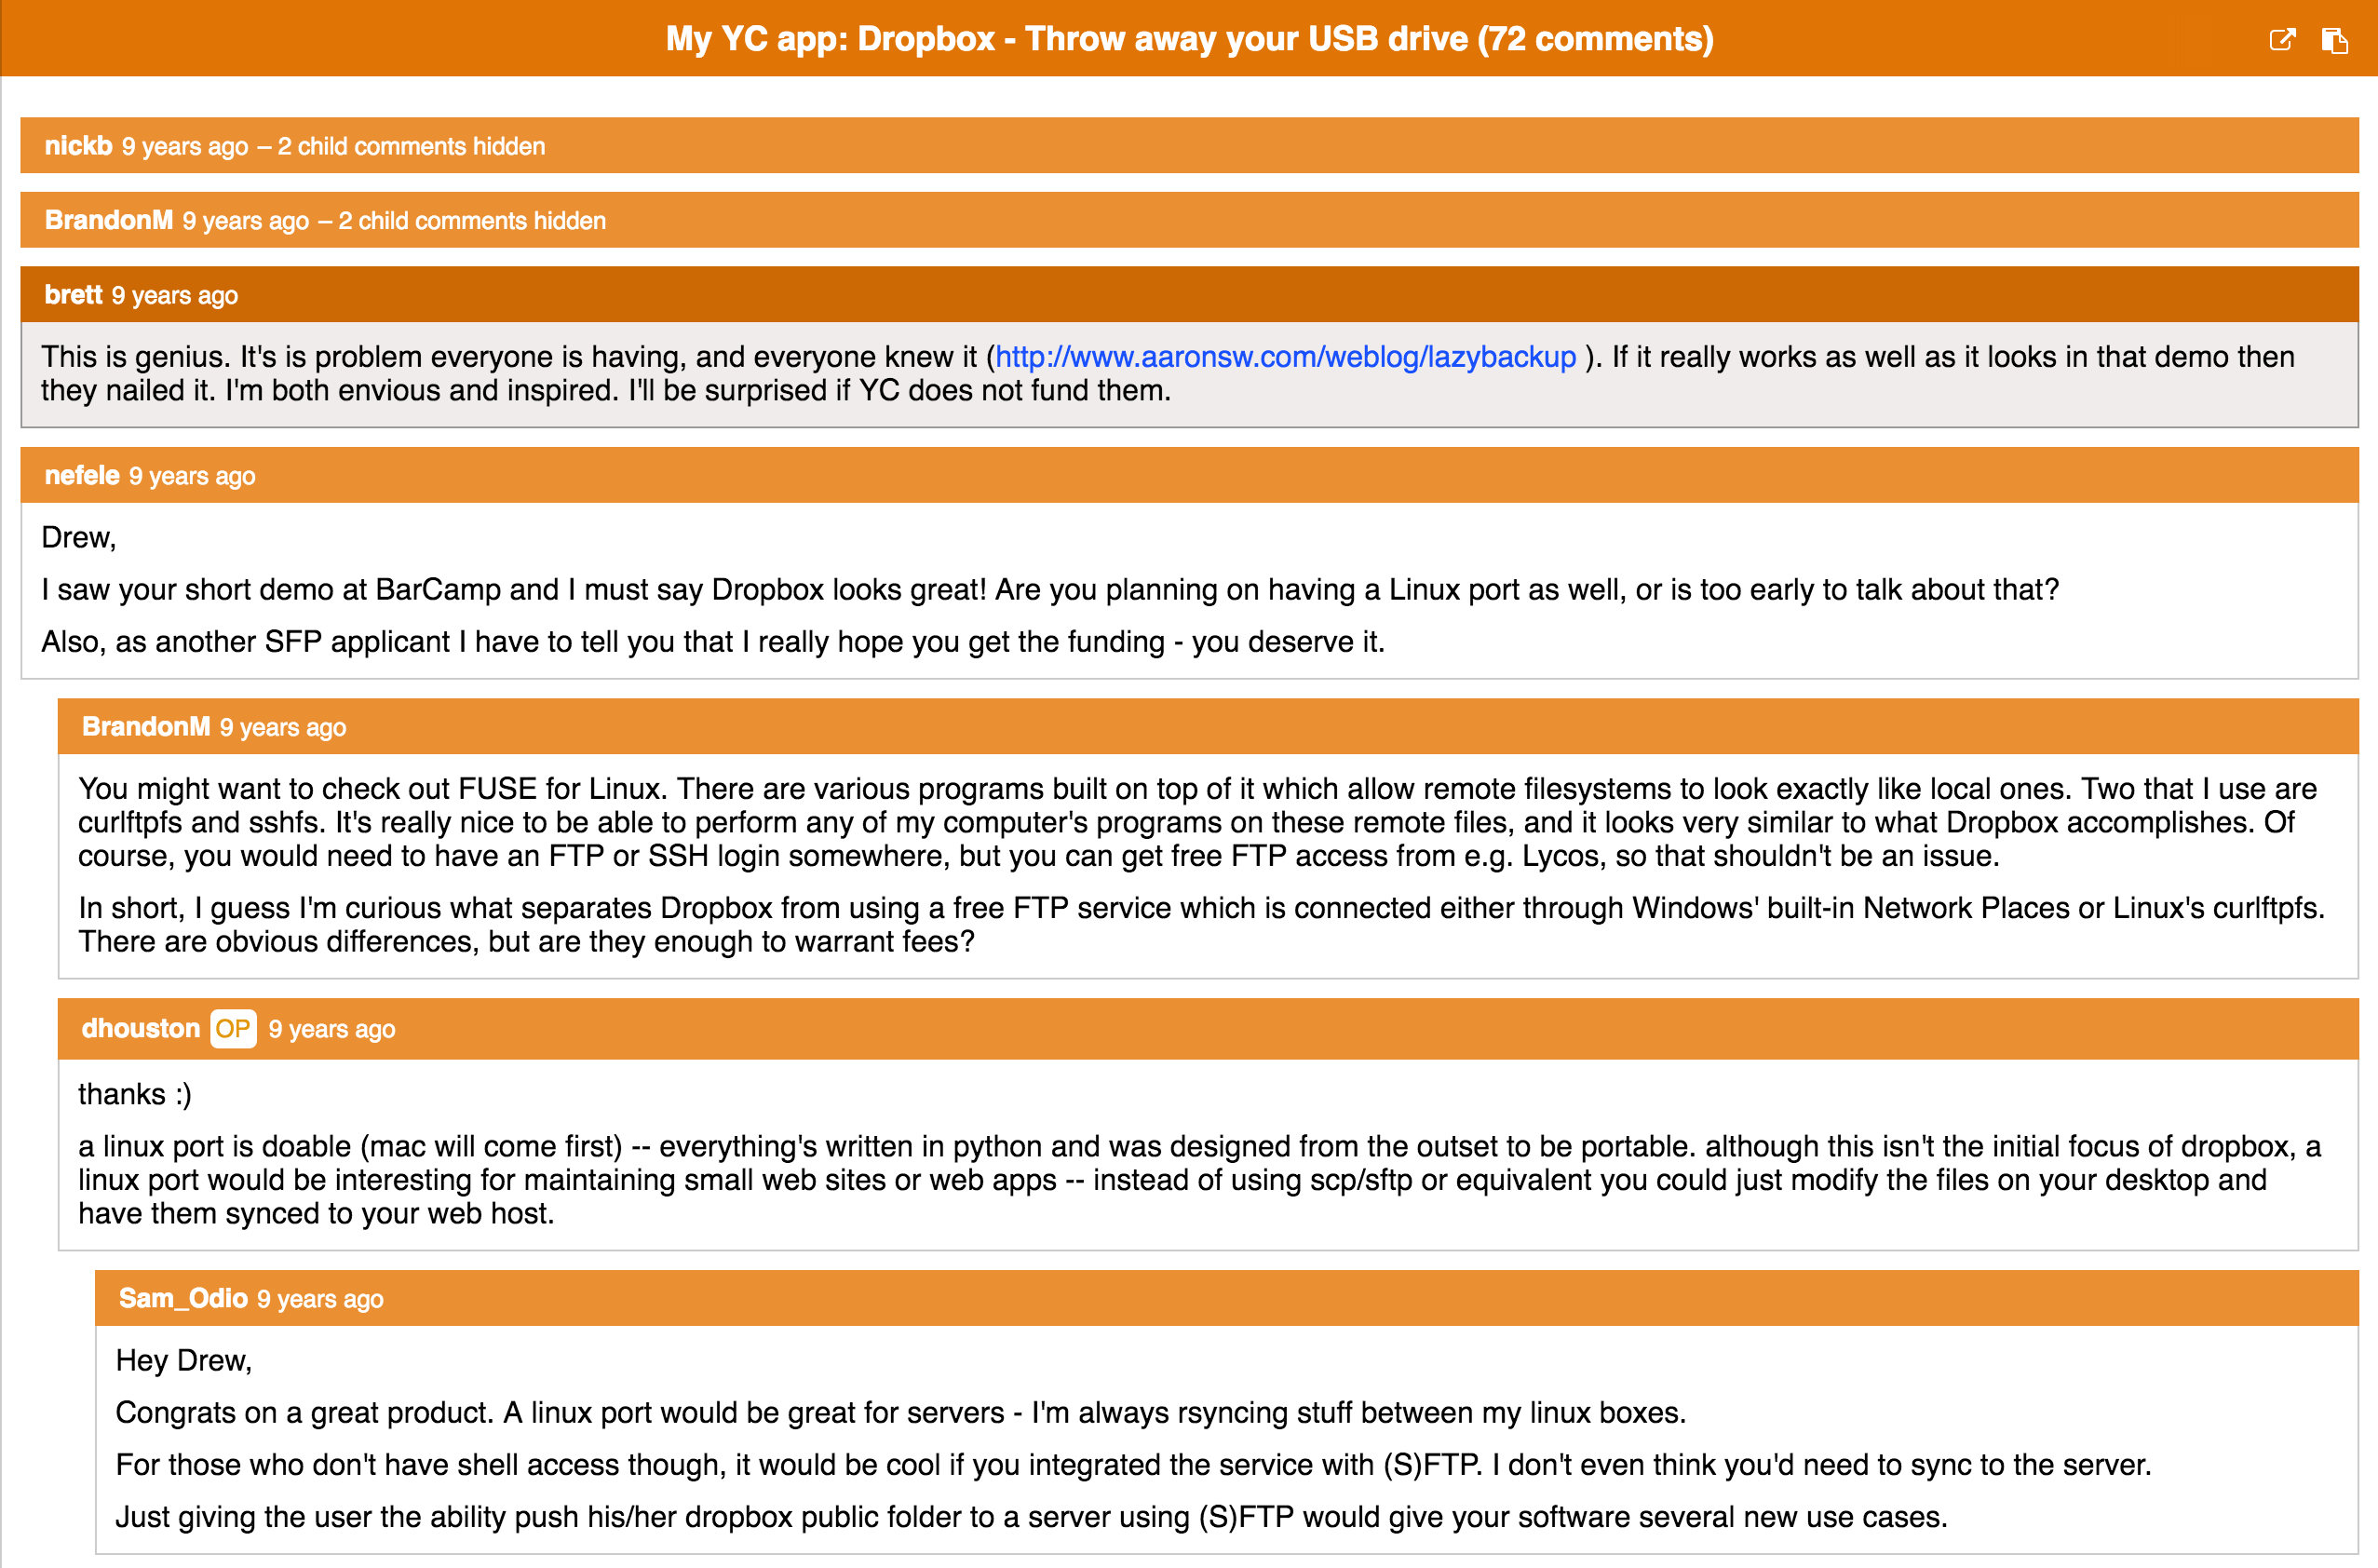 My YC app: Dropbox - Throw away your USB drive (72 comments)
nickb 9 years ago – 2 child comments hidden
BrandonM 9 years ago – 2 child comments hidden
brett 9 years ago
This is genius. It's is problem everyone is having, and everyone knew it (http://www.aaronsw.com/weblog/lazybackup ). If it really works as well as it looks in that demo then
they nailed it. I'm both envious and inspired. I'll be surprised if YC does not fund them.
nefele 9 years ago
Drew,
I saw your short demo at BarCamp and I must say Dropbox looks great! Are you planning on having a Linux port as well, or is too early to talk about that?
Also, as another SFP applicant I have to tell you that I really hope you get the funding - you deserve it.
BrandonM 9 years ago
You might want to check out FUSE for Linux. There are various programs built on top of it which allow remote filesystems to look exactly like local ones. Two that I use are
curlftpfs and sshfs. It's really nice to be able to perform any of my computer's programs on these remote files, and it looks very similar to what Dropbox accomplishes. Of
course, you would need to have an FTP or SSH login somewhere, but you can get free FTP access from e.g. Lycos, so that shouldn't be an issue.
In short, I guess I'm curious what separates Dropbox from using a free FTP service which is connected either through Windows' built-in Network Places or Linux's curlftpfs.
There are obvious differences, but are they enough to warrant fees?
dhouston OP 9 years ago
thanks :)
a linux port is doable (mac will come first) -- everything's written in python and was designed from the outset to be portable. although this isn't the initial focus of dropbox, a
linux port would be interesting for maintaining small web sites or web apps -- instead of using scp/sftp or equivalent you could just modify the files on your desktop and
have them synced to your web host.
Sam_Odio 9 years ago
Hey Drew,
Congrats on a great product. A linux port would be great for servers - I'm always rsyncing stuff between my linux boxes.
For those who don't have shell access though, it would be cool if you integrated the service with (S)FTP. I don't even think you'd need to sync to the server.
Just giving the user the ability push his/her dropbox public folder to a server using (S)FTP would give your software several new use cases.